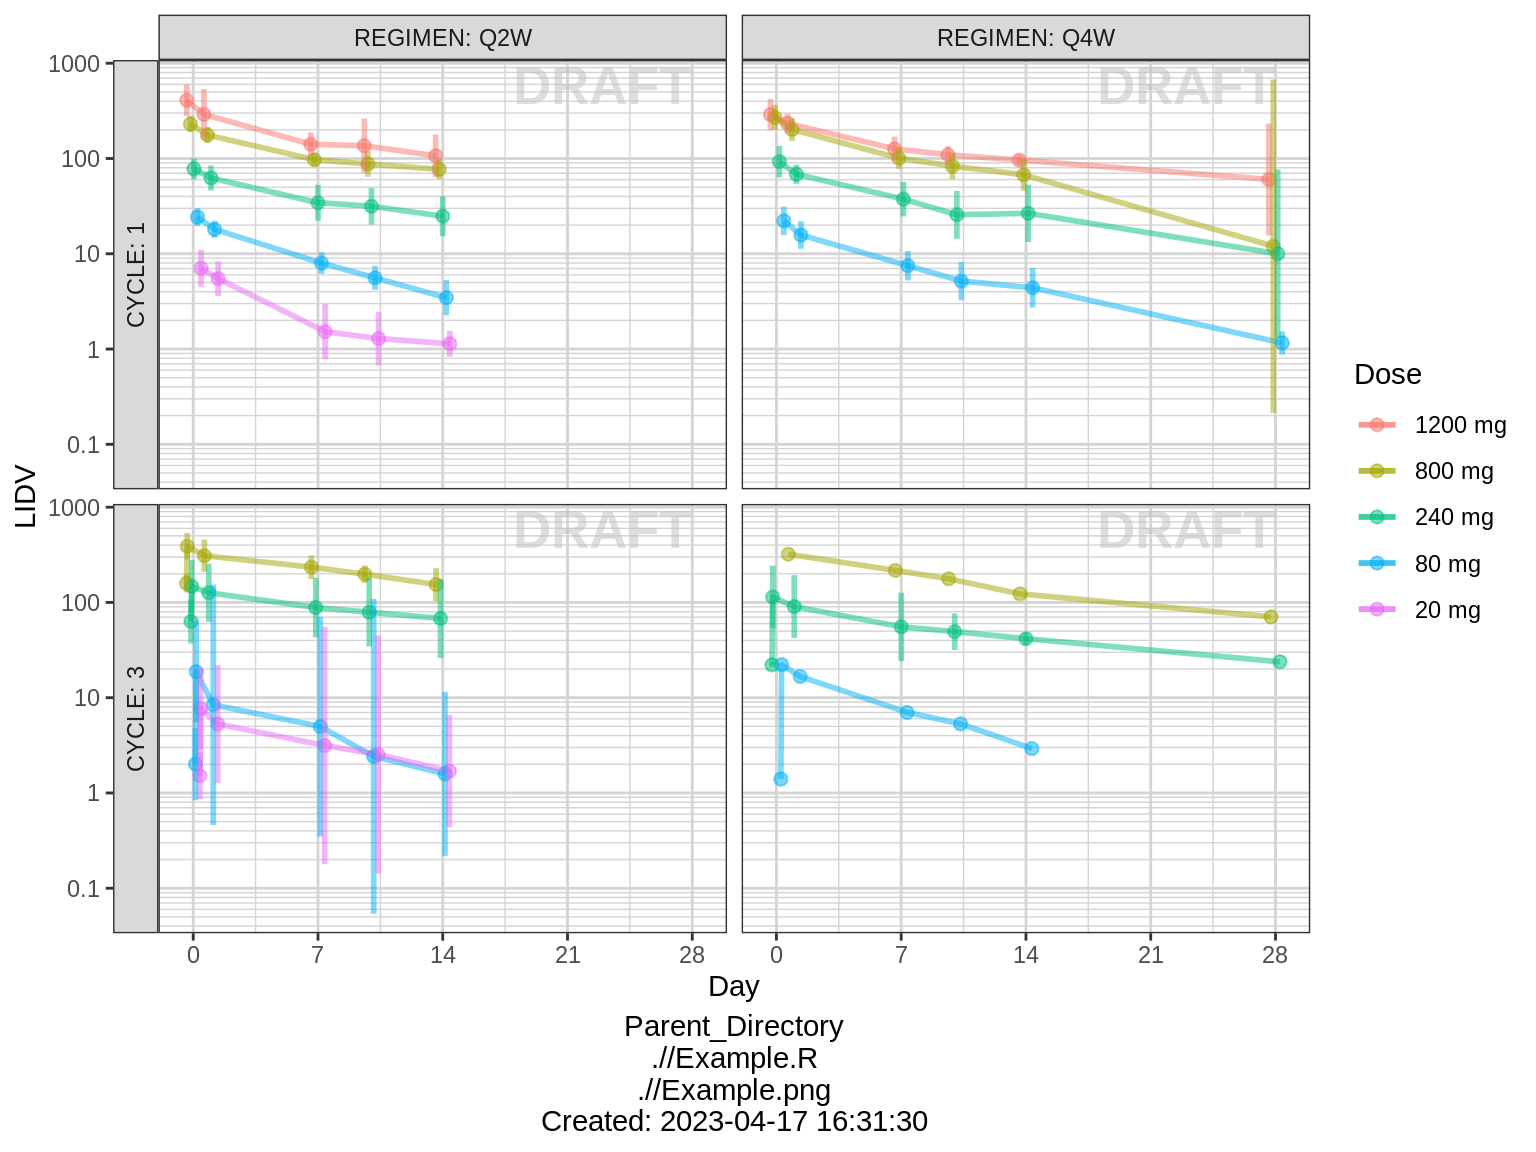 REGIMEN: Q2W
REGIMEN: Q4W
DRAFT
DRAFT
1000
100
10
1
0.1
CYCLE: 1
LIDV
DRAFT
DRAFT
1000
100
10
1
0.1
CYCLE: 3
Dose
1200 mg
800 mg
240 mg
80 mg
20 mg
0 7 14 21 28
0 7 14 21 28
Day
Parent_Directory
.//Example.R
.//Example.png
Created: 2023-04-17 16:31:30